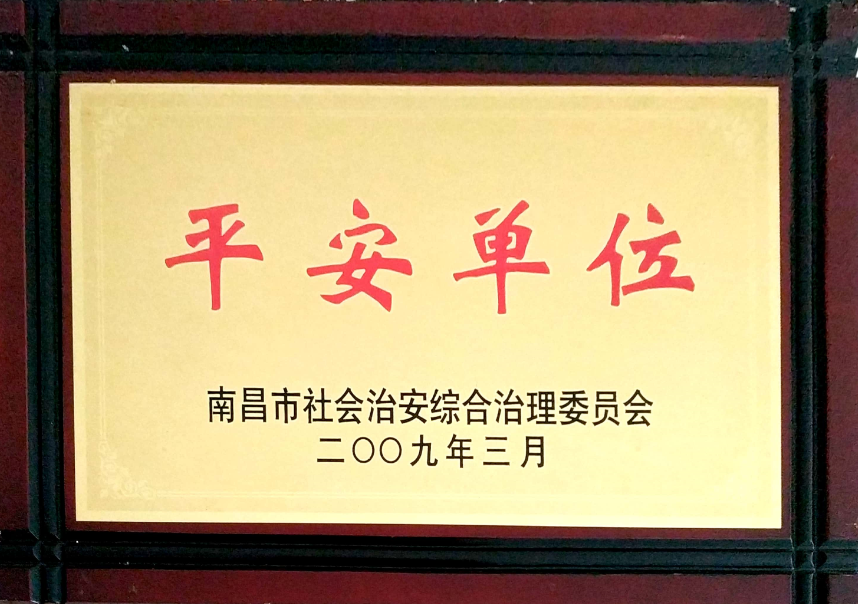 平安单位
南昌市社会治安综合治理委员会
二〇〇九年三月